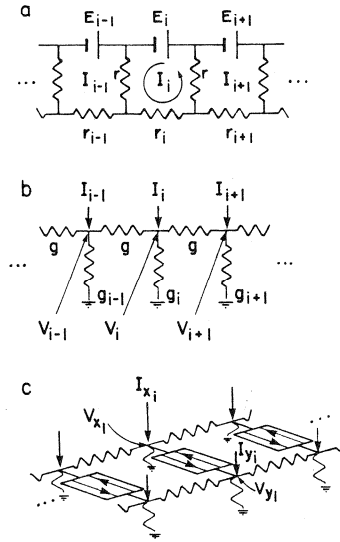 a
E_{i-1} E_i E_{i+1}
... I_{i-1} r I_i r I_{i+1} ...
r_{i-1} r_i r_{i+1}
b
I_{i-1} I_i I_{i+1}
g g g
... g_{i-1} g_i g_{i+1} ...
V_{i-1} V_i V_{i+1}
c
I_{x_i}
V_{x_i} ...
I_{y_i}
... V_{y_i}